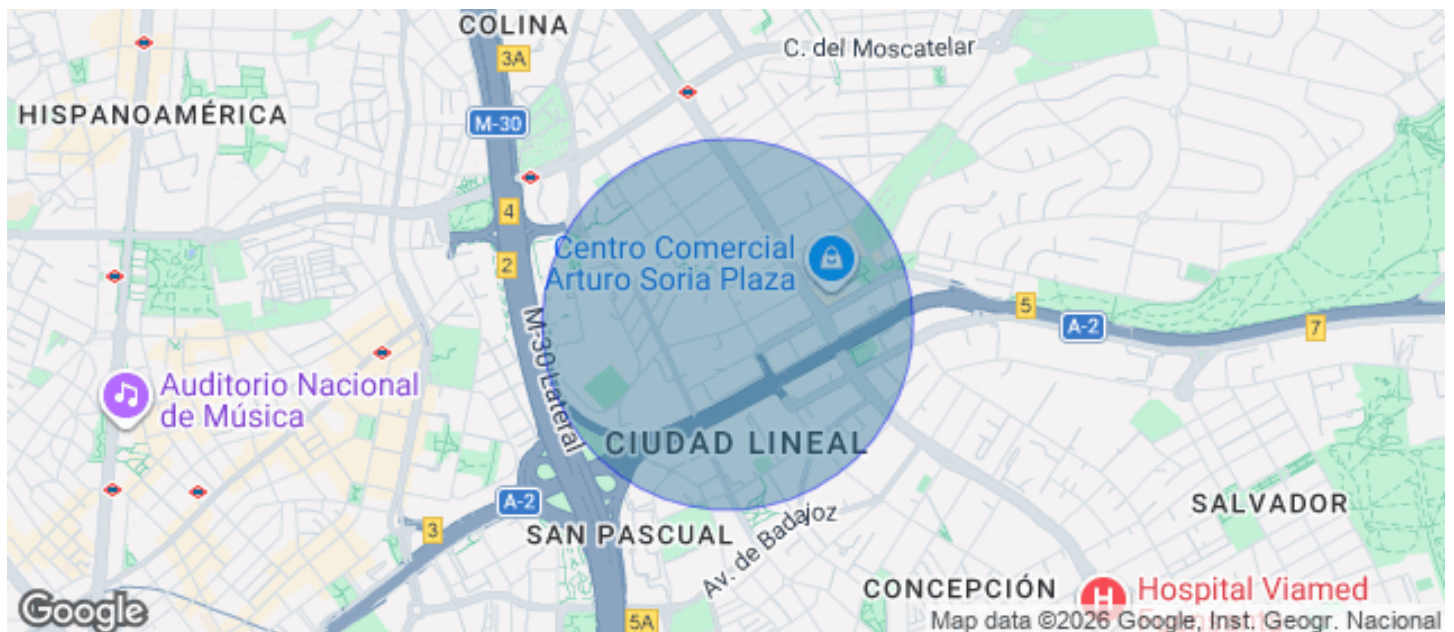 COLINA
3A
C. del Moscatelar
HISPANOAMÉRICA
M-30
4
2
Centro Comercial
Arturo Soria Plaza
5
A-2
7
M-30 Lateral
Auditorio Nacional
de Música
CIUDAD LINEAL
A-2
3
SAN PASCUAL
Av. de Badajoz
SALVADOR
CONCEPCIÓN
H
Hospital Viamed
5A
Google
Map data ©2026 Google, Inst. Geogr. Nacional